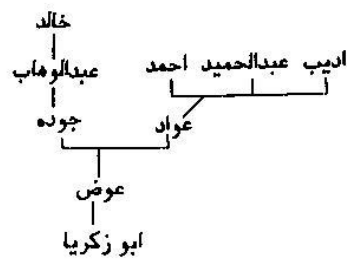 خالد
عبدالوهاب
احمد عبدالحميد اديب
جوده
عواد
عوض
ابو زكريا